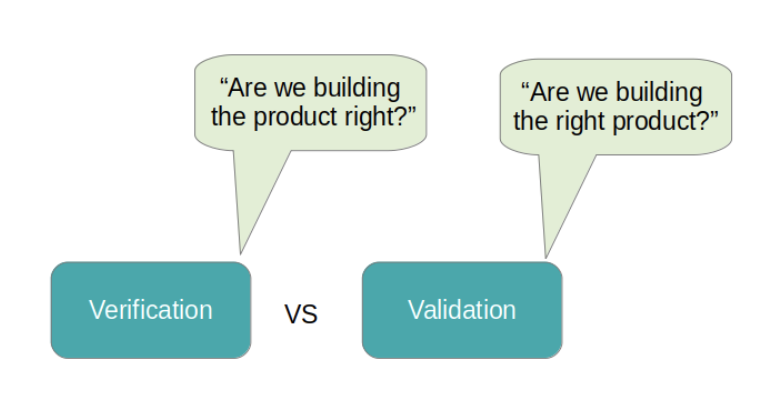 “Are we building
the product right?”
“Are we building
the right product?”
Verification
VS
Validation